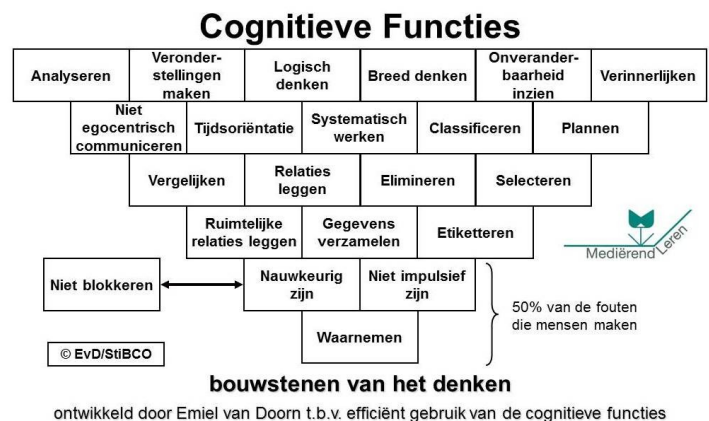 Cognitieve Functies
Analyseren
Veronder-
stellingen
maken
Logisch
denken
Breed denken
Onverander-
baarheid
inzien
Verinnerlijken
Niet
egocentrisch
communiceren
Tijdsoriëntatie
Systematisch
werken
Classificeren
Plannen
Vergelijken
Relaties
leggen
Elimineren
Selecteren
Ruimtelijke
relaties leggen
Gegevens
verzamelen
Etiketteren
Mediërend Leren
Niet blokkeren
Nauwkeurig
zijn
Niet impulsief
zijn
50% van de fouten
die mensen maken
Waarnemen
© EvD/StiBCO
bouwstenen van het denken
ontwikkeld door Emiel van Doorn t.b.v. efficiënt gebruik van de cognitieve functies